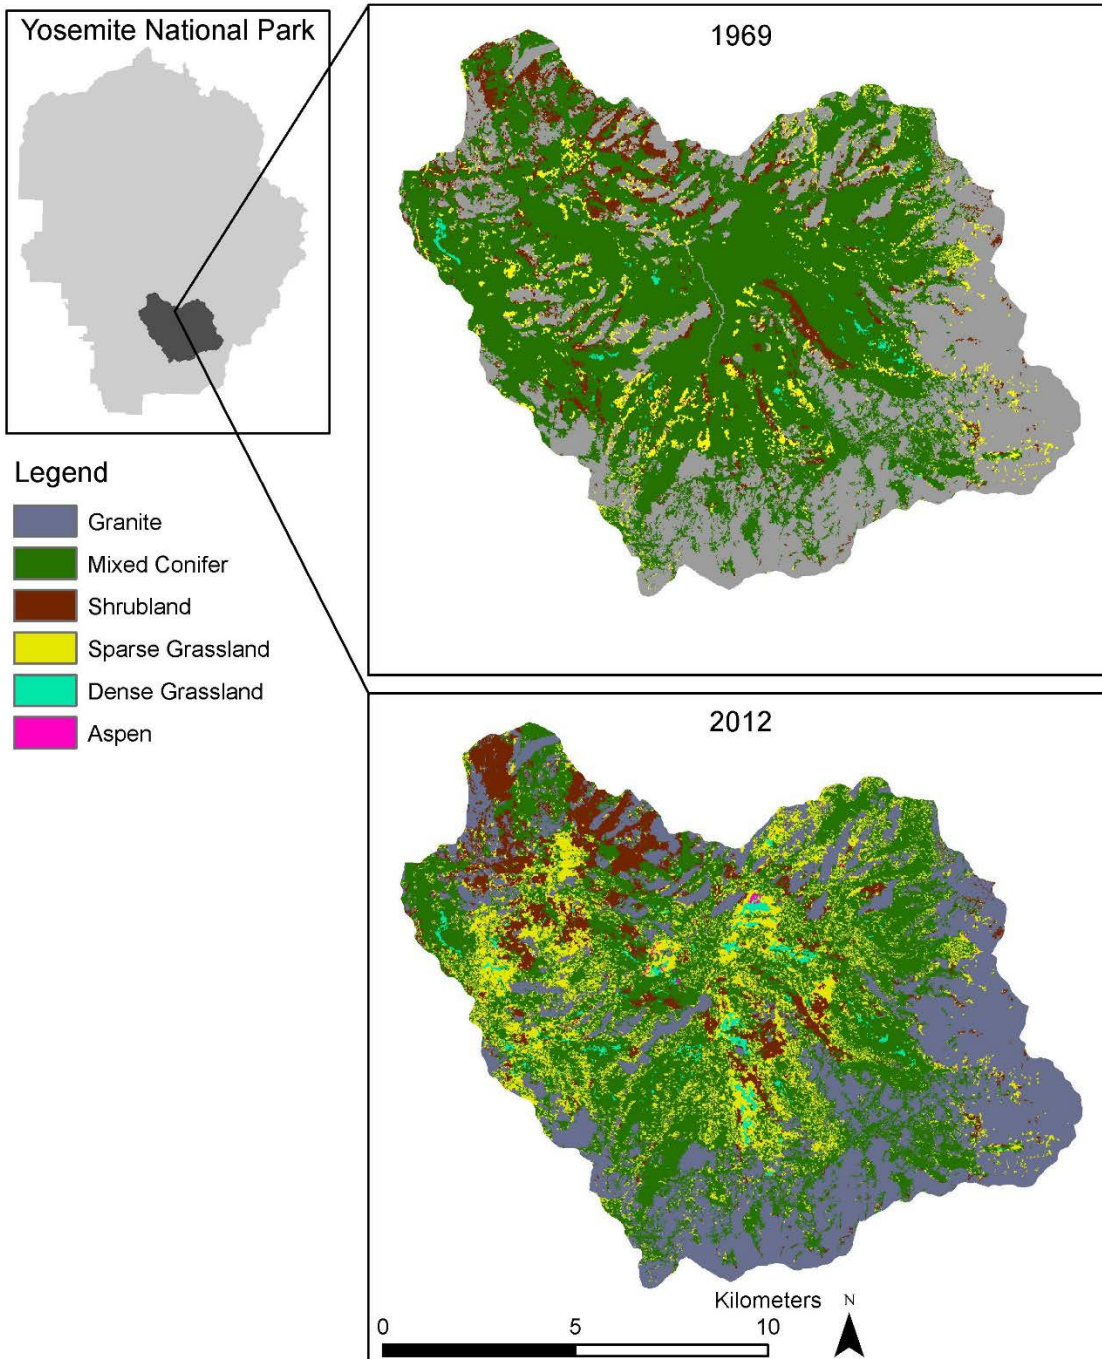 Yosemite National Park
1969
Legend
Granite
Mixed Conifer
Shrubland
Sparse Grassland
Dense Grassland
Aspen
2012
Kilometers N
0 5 10